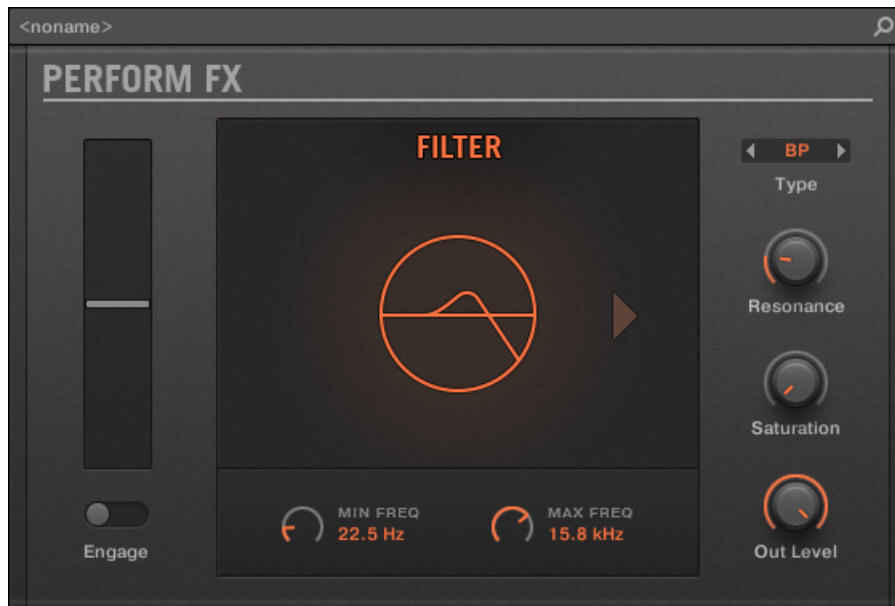 <noname>
PERFORM FX
FILTER
BP
Type
Resonance
Saturation
Out Level
MIN FREQ
22.5 Hz
MAX FREQ
15.8 kHz
Engage